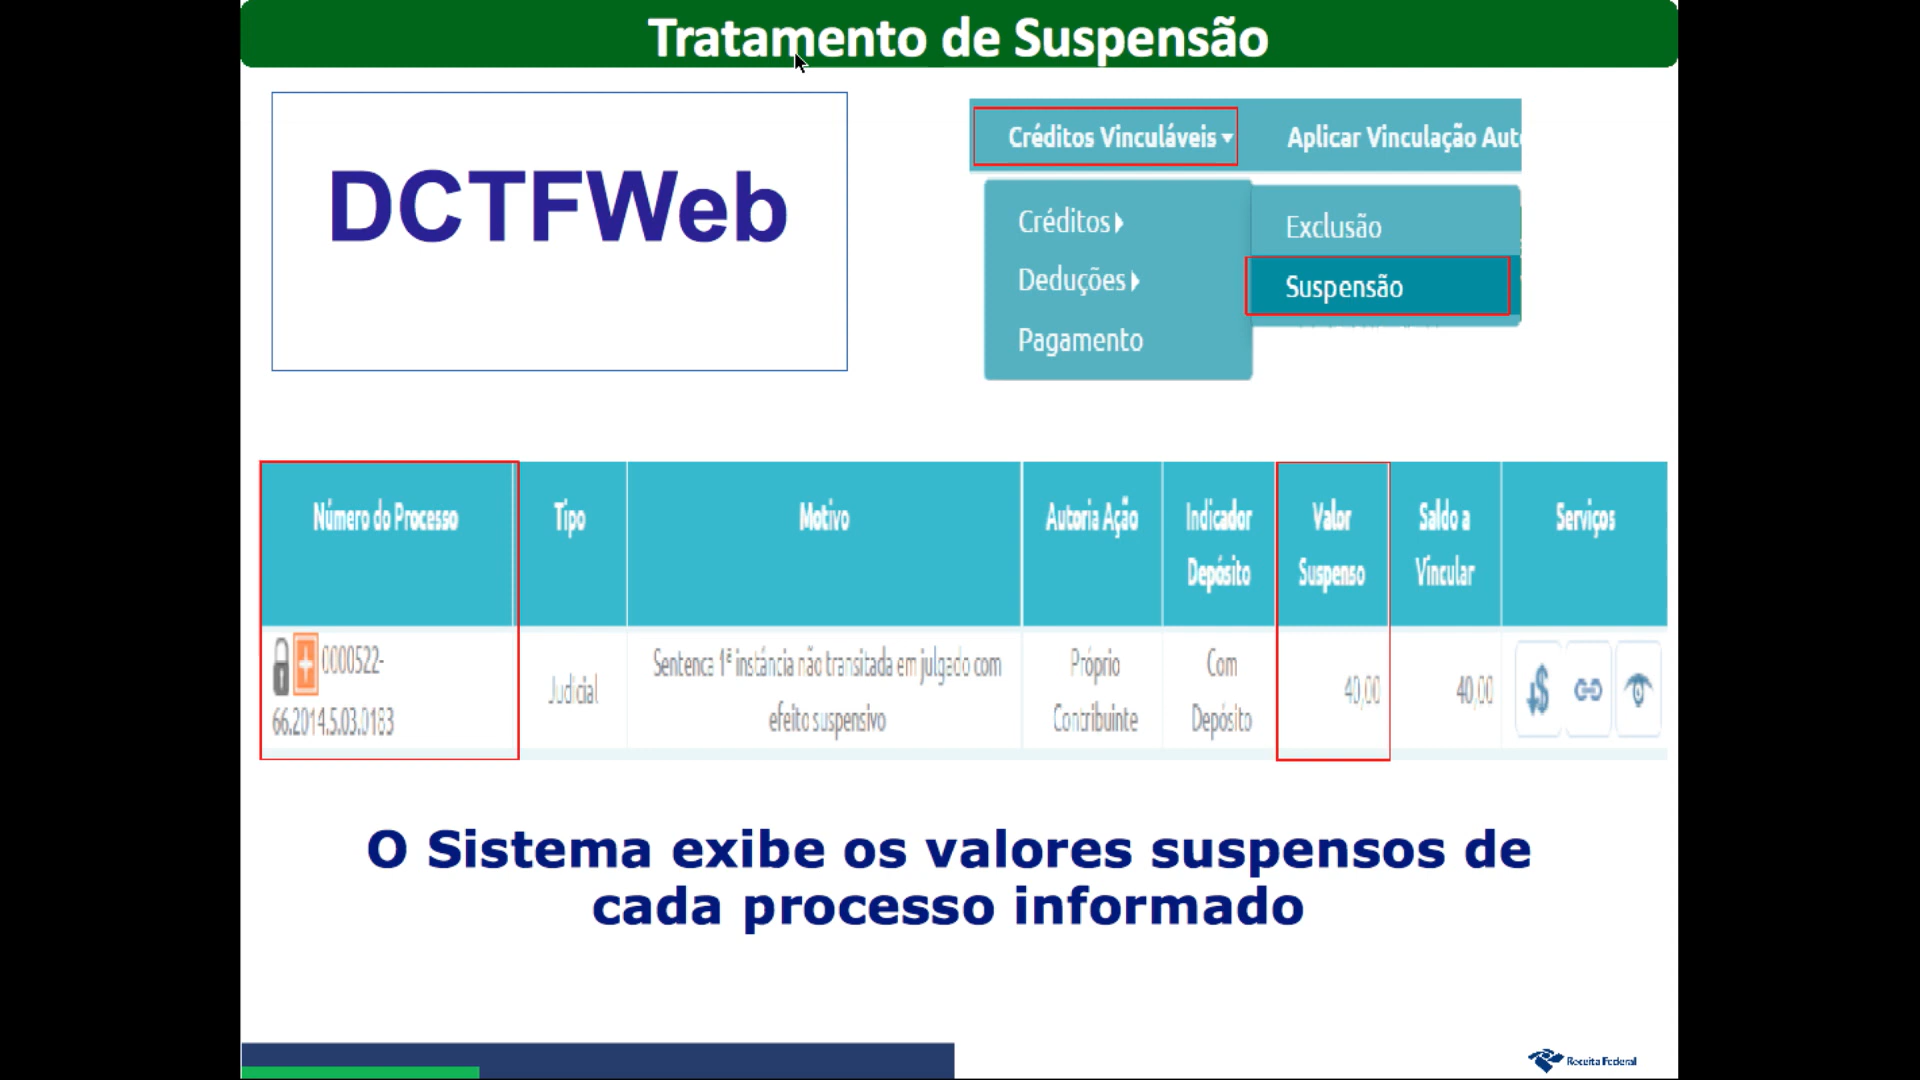 Tratamento de Suspensão
DCTFWeb
Créditos Vinculáveis
Aplicar Vinculação Aut
Créditos
Deduções
Pagamento
Exclusão
Suspensão
Número do Processo
Tipo
Motivo
Autoria Ação
Indicador
Depósito
Valor
Suspenso
Saldo a
Vincular
Serviços
0000522-
66.2014.5.03.0183
Judicial
Sentenca 1ª instância não transitada em julgado com
efeito suspensivo
Próprio
Contribuinte
Com
Depósito
40,00
40,00
O Sistema exibe os valores suspensos de
cada processo informado
Receita Federal